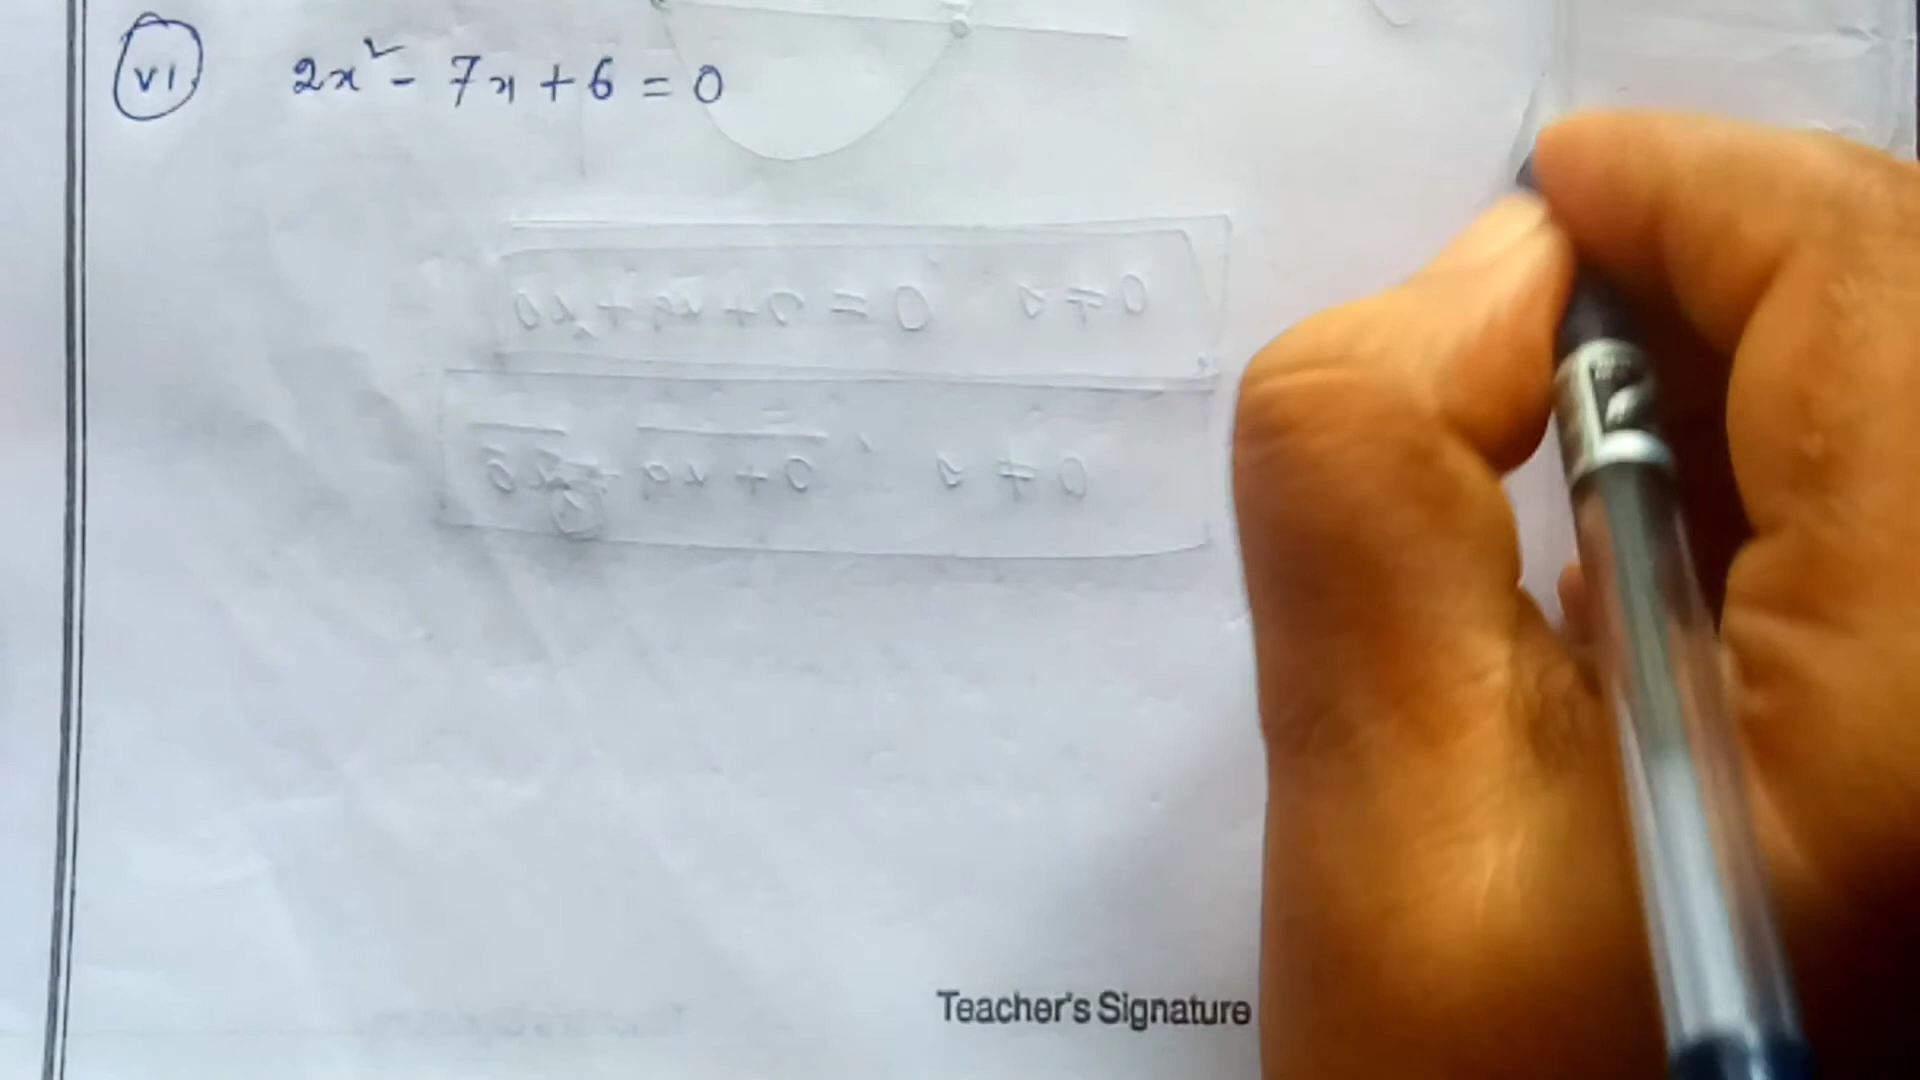 (vi) 2x² - 7x + 6 = 0
Teacher's Signature